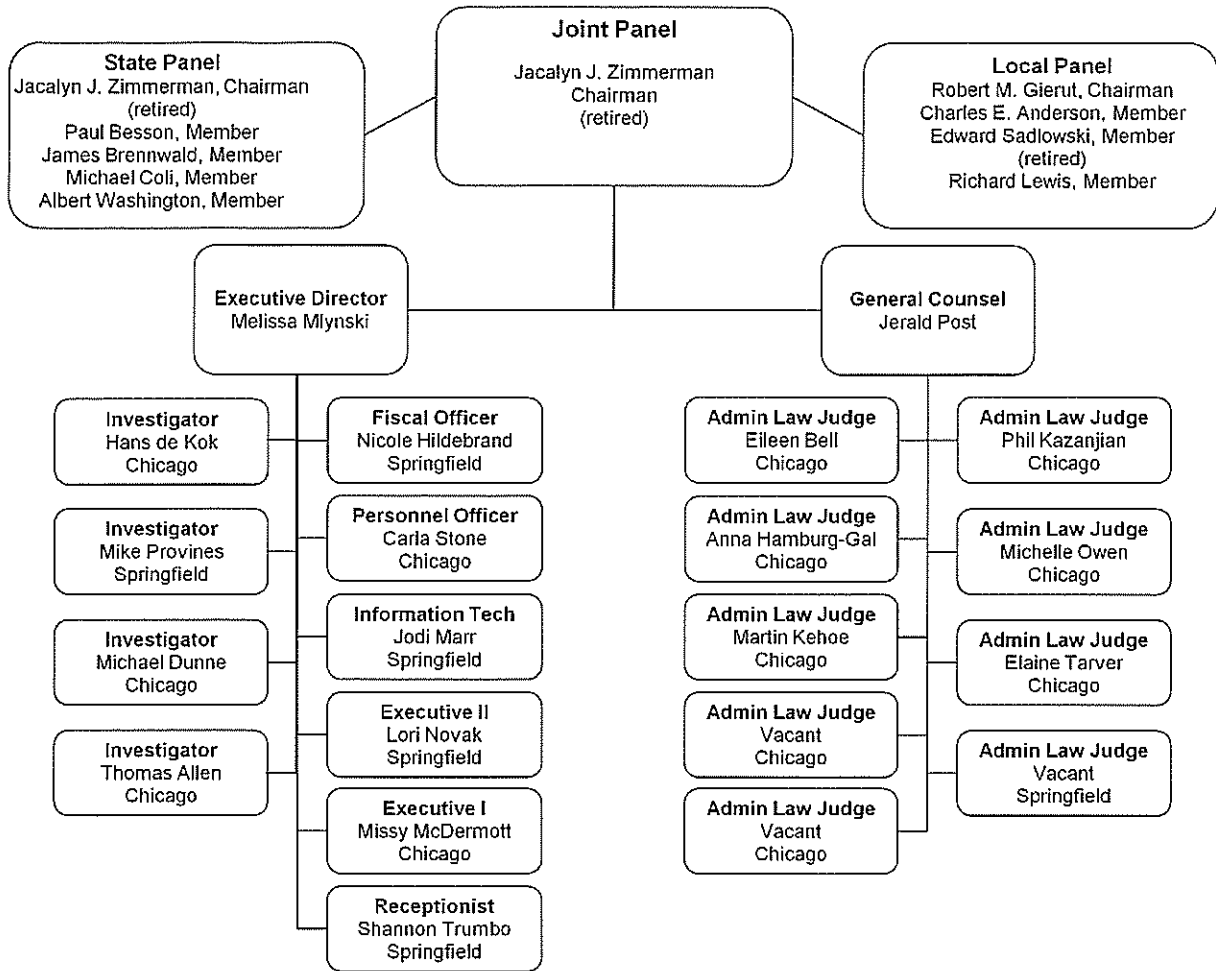 Joint Panel
Jacalyn J. Zimmerman
Chairman
(retired)
State Panel
Jacalyn J. Zimmerman, Chairman
(retired)
Paul Besson, Member
James Brennwald, Member
Michael Coli, Member
Albert Washington, Member
Local Panel
Robert M. Gierut, Chairman
Charles E. Anderson, Member
Edward Sadlowski, Member
(retired)
Richard Lewis, Member
Executive Director
Melissa Mlynski
General Counsel
Jerald Post
Investigator
Hans de Kok
Chicago
Investigator
Mike Provines
Springfield
Investigator
Michael Dunne
Chicago
Investigator
Thomas Allen
Chicago
Fiscal Officer
Nicole Hildebrand
Springfield
Personnel Officer
Carla Stone
Chicago
Information Tech
Jodi Marr
Springfield
Executive II
Lori Novak
Springfield
Executive I
Missy McDermott
Chicago
Receptionist
Shannon Trumbo
Springfield
Admin Law Judge
Eileen Bell
Chicago
Admin Law Judge
Anna Hamburg-Gal
Chicago
Admin Law Judge
Martin Kehoe
Chicago
Admin Law Judge
Vacant
Chicago
Admin Law Judge
Vacant
Chicago
Admin Law Judge
Phil Kazanjian
Chicago
Admin Law Judge
Michelle Owen
Chicago
Admin Law Judge
Elaine Tarver
Chicago
Admin Law Judge
Vacant
Springfield